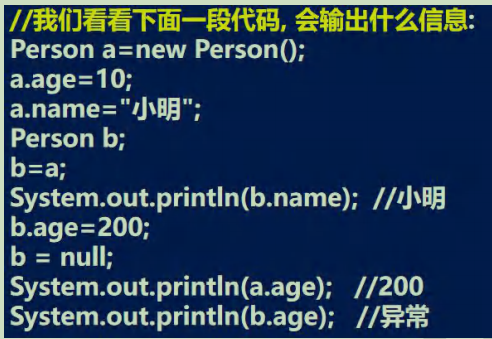 //我们看看下面一段代码, 会输出什么信息:
Person a=new Person();
a.age=10;
a.name="小明";
Person b;
b=a;
System.out.println(b.name);  //小明
b.age=200;
b = null;
System.out.println(a.age);   //200
System.out.println(b.age);   //异常